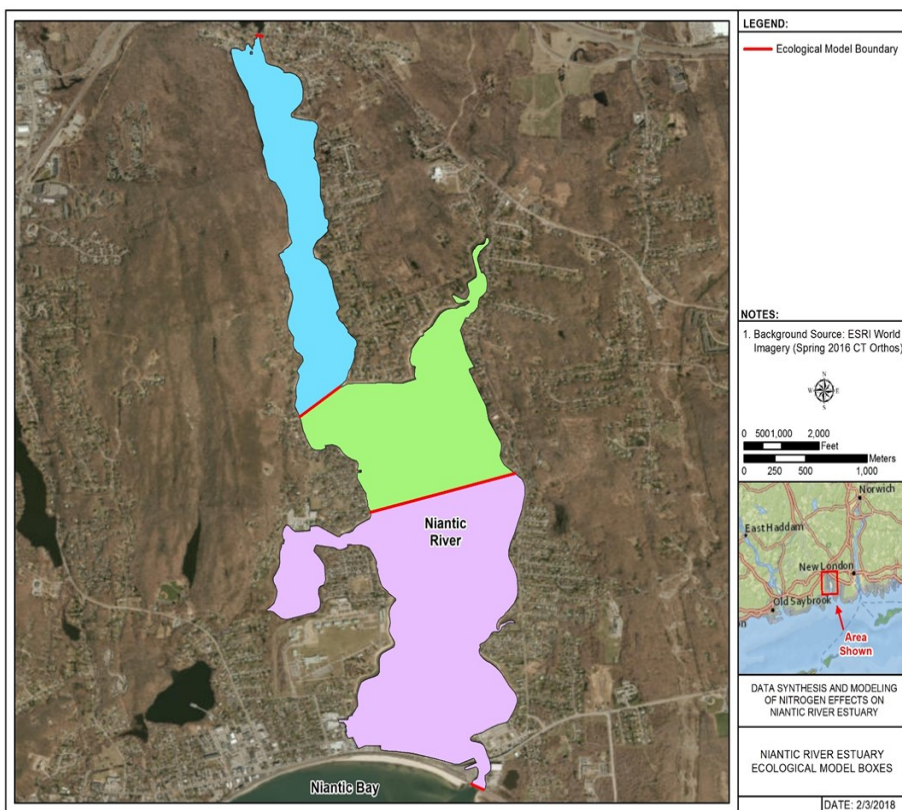 LEGEND:
Ecological Model Boundary
NOTES:
1. Background Source: ESRI World
Imagery (Spring 2016 CT Orthos)
N
W E
S
0 5001,000 2,000
Feet
Meters
0 250 500 1,000
Norwich
East Haddam
New London
Old Saybrook
n
Area
Shown
Niantic
River
Niantic Bay
DATA SYNTHESIS AND MODELING
OF NITROGEN EFFECTS ON
NIANTIC RIVER ESTUARY
NIANTIC RIVER ESTUARY
ECOLOGICAL MODEL BOXES
DATE: 2/3/2018